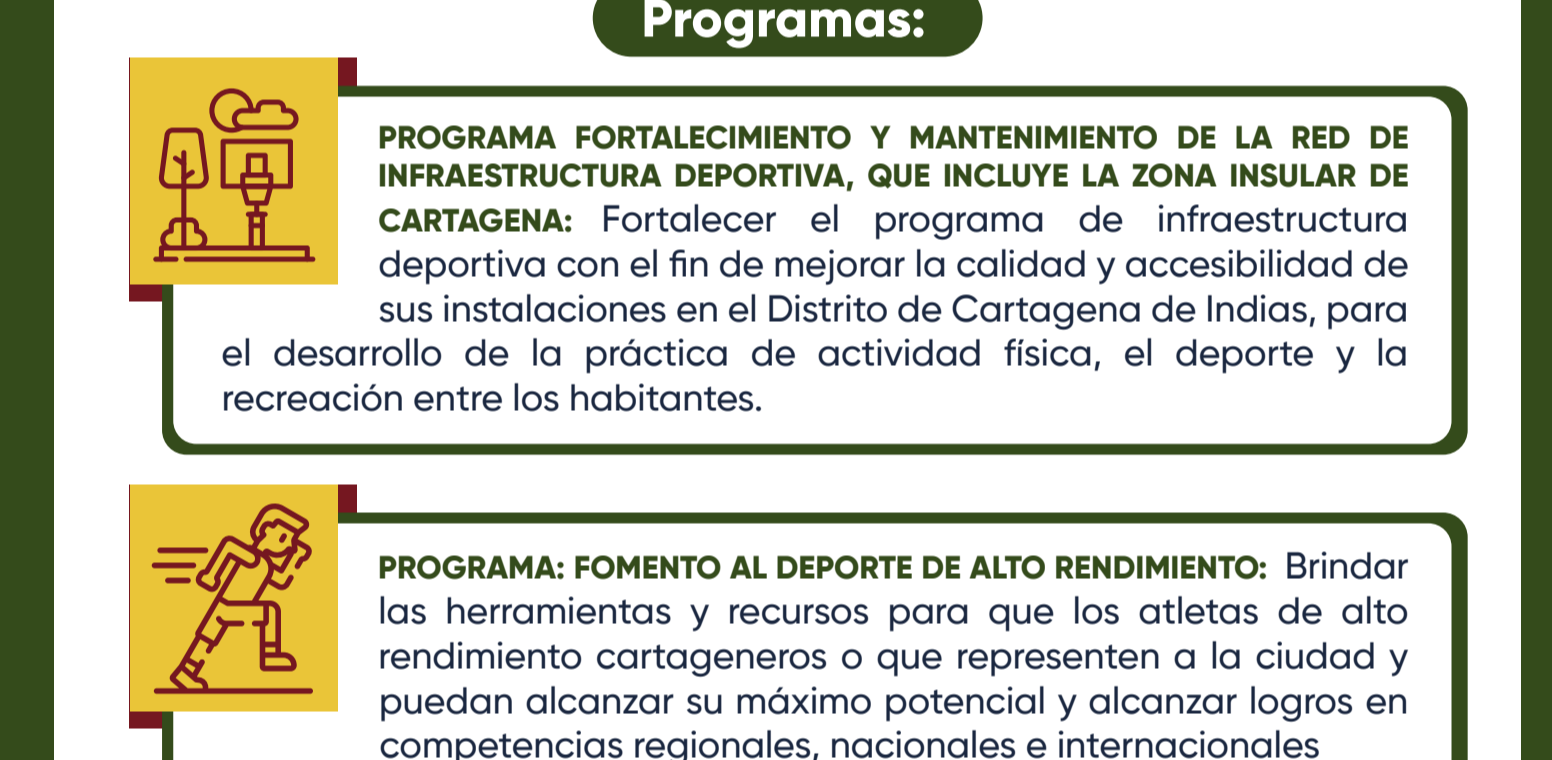 Programas:
PROGRAMA FORTALECIMIENTO Y MANTENIMIENTO DE LA RED DE
INFRAESTRUCTURA DEPORTIVA, QUE INCLUYE LA ZONA INSULAR DE
CARTAGENA: Fortalecer el programa de infraestructura
deportiva con el fin de mejorar la calidad y accesibilidad de
sus instalaciones en el Distrito de Cartagena de Indias, para
el desarrollo de la práctica de actividad física, el deporte y la
recreación entre los habitantes.
PROGRAMA: FOMENTO AL DEPORTE DE ALTO RENDIMIENTO: Brindar
las herramientas y recursos para que los atletas de alto
rendimiento cartageneros o que representen a la ciudad y
puedan alcanzar su máximo potencial y alcanzar logros en
competencias regionales, nacionales e internacionales